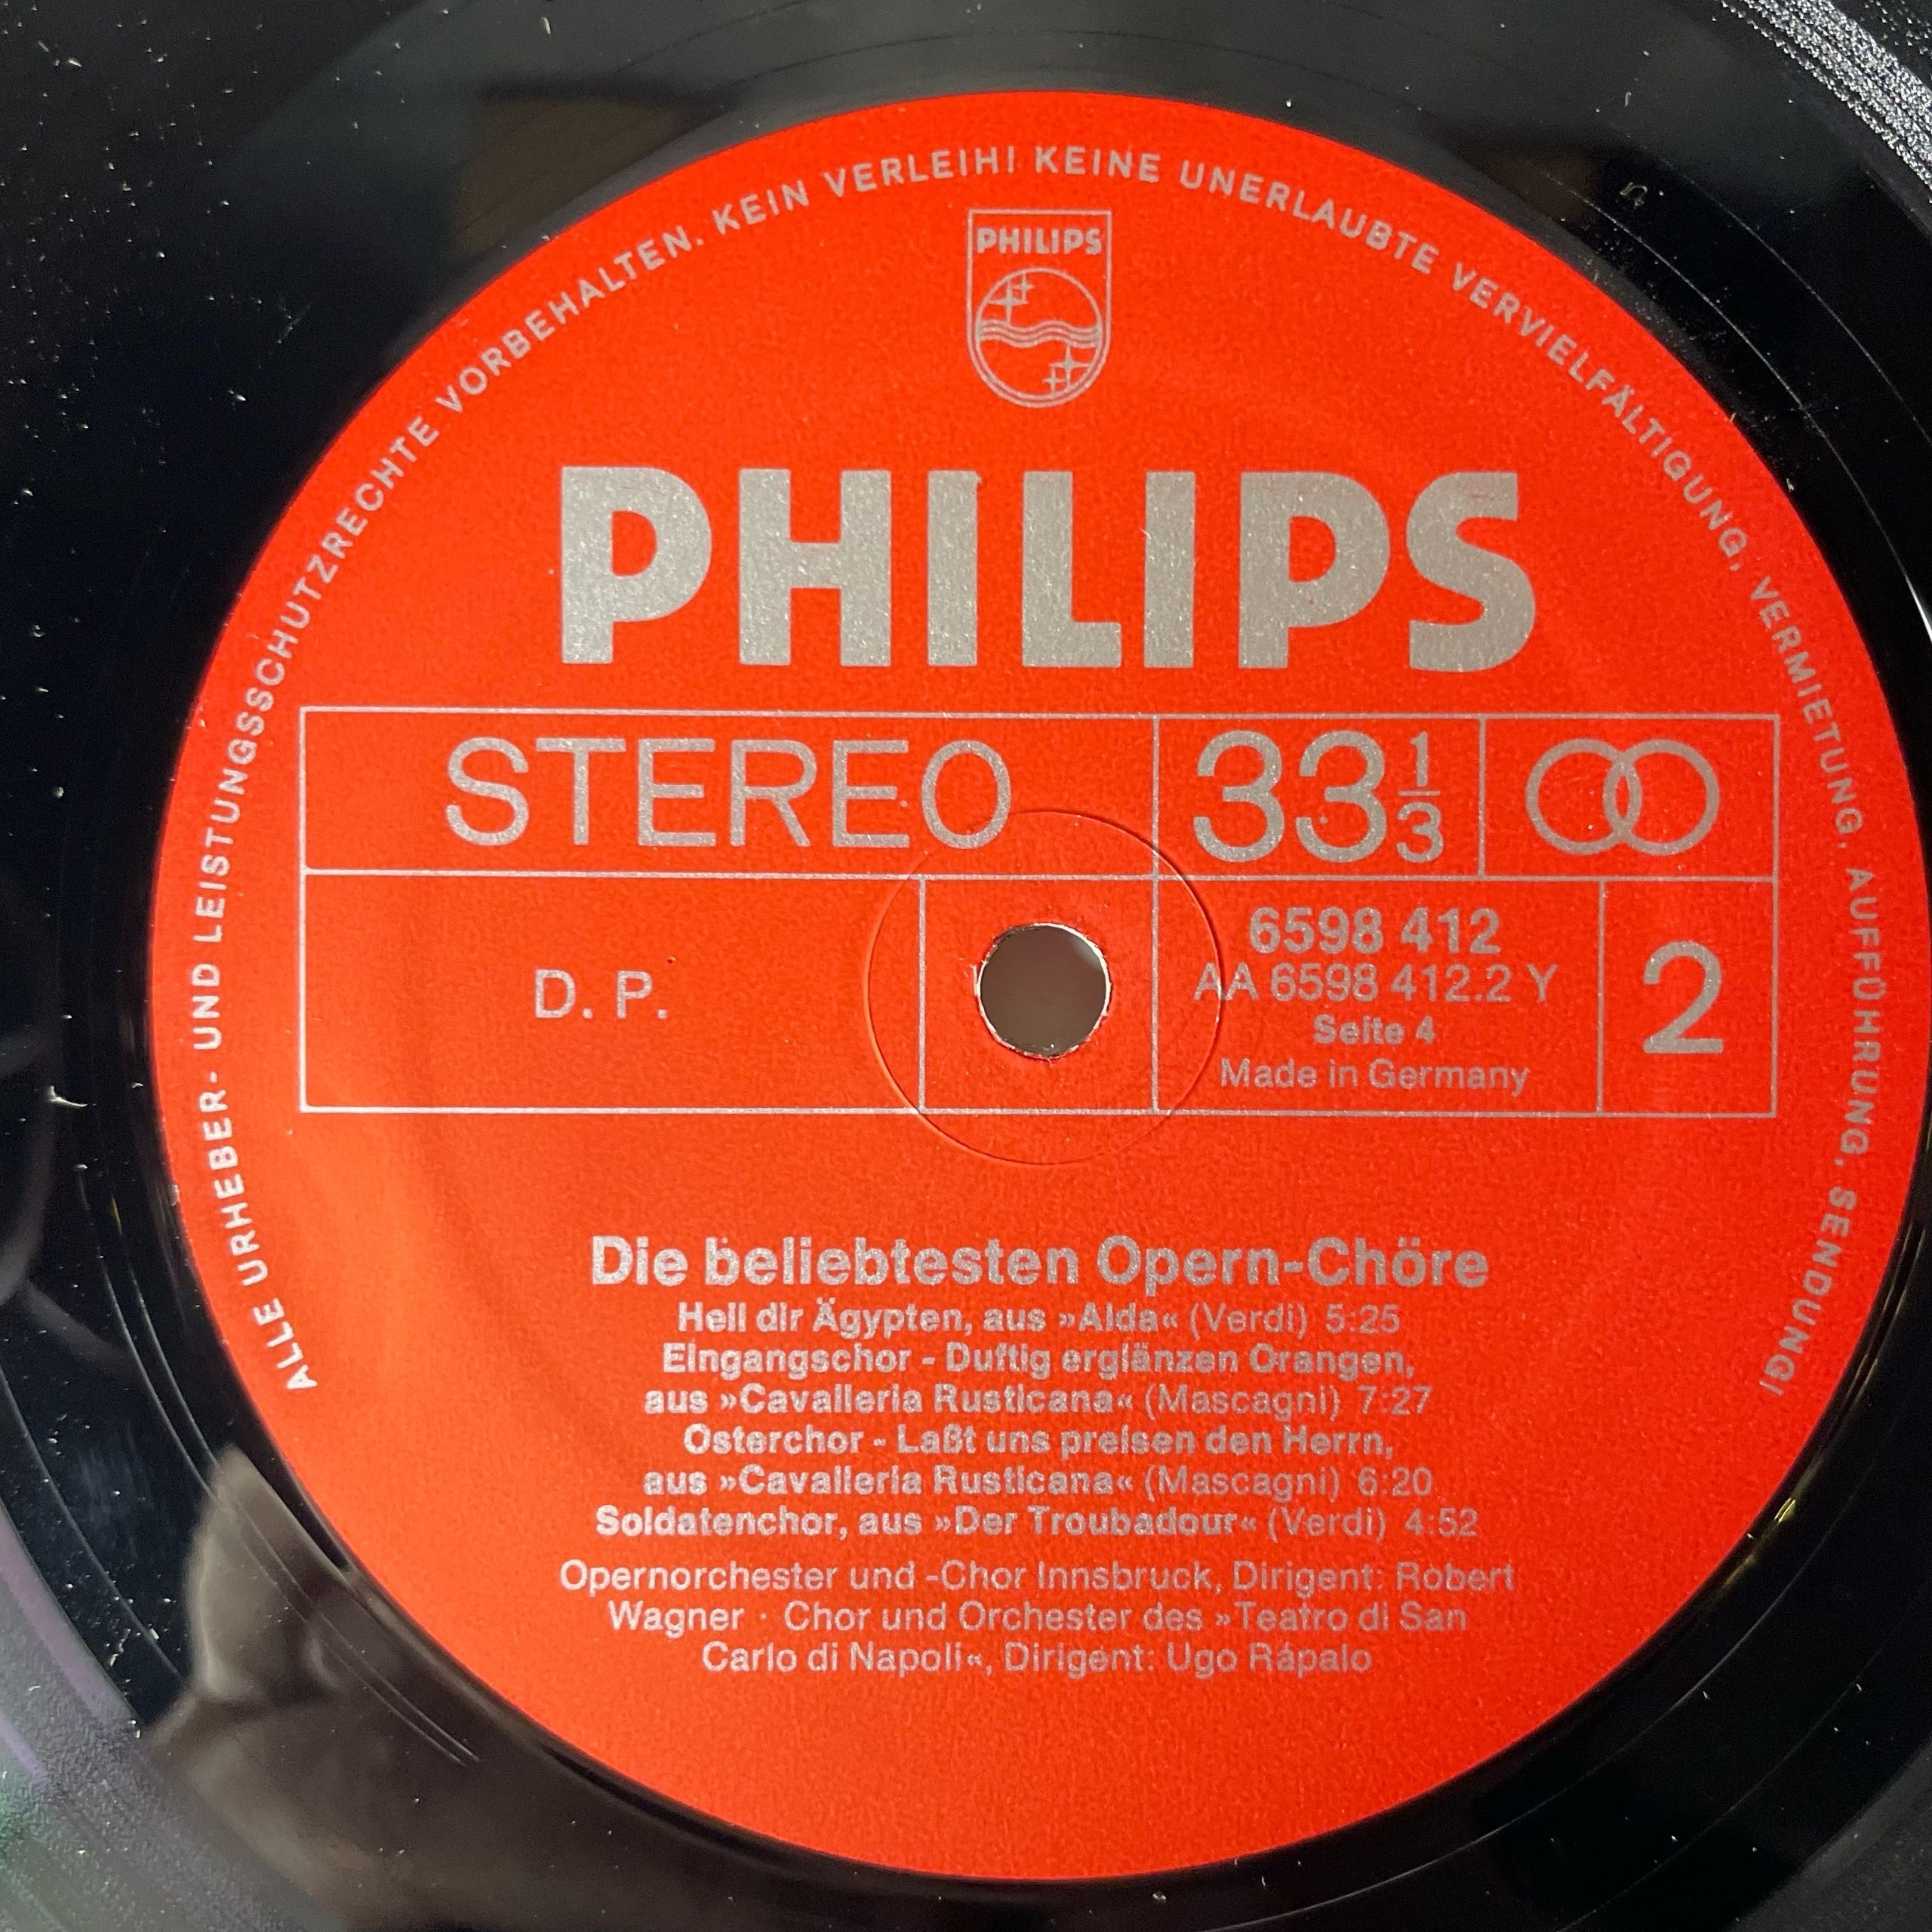 ALLE URHEBER- UND LEISTUNGSSCHUTZRECHTE VORBEHALTEN. KEIN VERLEIH! KEINE UNERLAUBTE VERVIELFÄLTIGUNG, VERMIETUNG, AUFFÜHRUNG, SENDUNG!
PHILIPS
PHILIPS
STEREO
33 1/3
D. P.
6598 412
AA 6598 412.2 Y
Seite 4
Made in Germany
2
Die beliebtesten Opern-Chöre
Heil dir Ägypten, aus »Aida« (Verdi) 5:25
Eingangschor - Duftig erglänzen Orangen,
aus »Cavalleria Rusticana« (Mascagni) 7:27
Osterchor - Laßt uns preisen den Herrn,
aus »Cavalleria Rusticana« (Mascagni) 6:20
Soldatenchor, aus »Der Troubadour« (Verdi) 4:52
Opernorchester und -Chor Innsbruck, Dirigent: Robert
Wagner · Chor und Orchester des »Teatro di San
Carlo di Napoli«, Dirigent: Ugo Rápalo